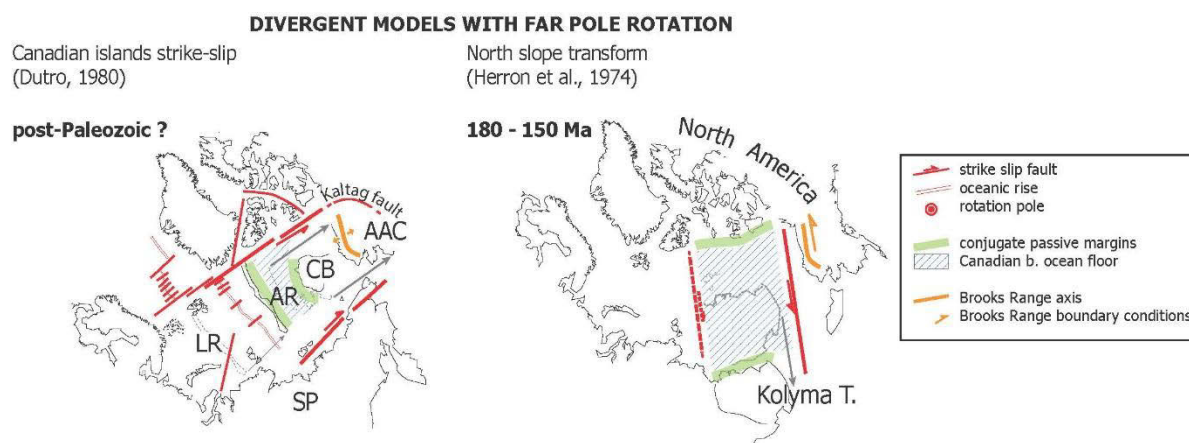 DIVERGENT MODELS WITH FAR POLE ROTATION
Canadian islands strike-slip
(Dutro, 1980)
post-Paleozoic ?
Kaltag fault
AAC
CB
AR
LR
SP
North slope transform
(Herron et al., 1974)
180 - 150 Ma
North America
Kolyma T.
strike slip fault
oceanic rise
rotation pole
conjugate passive margins
Canadian b. ocean floor
Brooks Range axis
Brooks Range boundary conditions